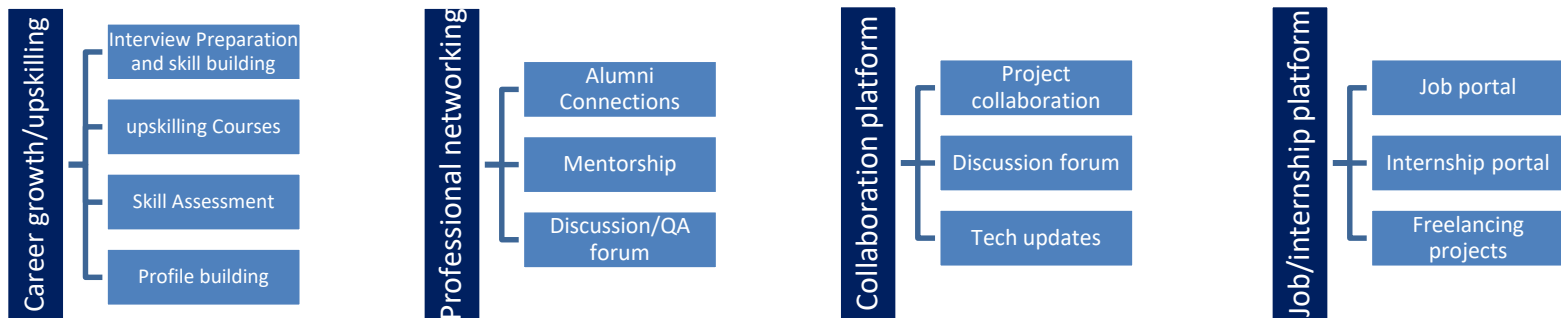 Career growth/upskilling
Interview Preparation
and skill building
upskilling Courses
Skill Assessment
Profile building
Professional networking
Alumni
Connections
Mentorship
Discussion/QA
forum
Collaboration platform
Project
collaboration
Discussion forum
Tech updates
Job/internship platform
Job portal
Internship portal
Freelancing
projects